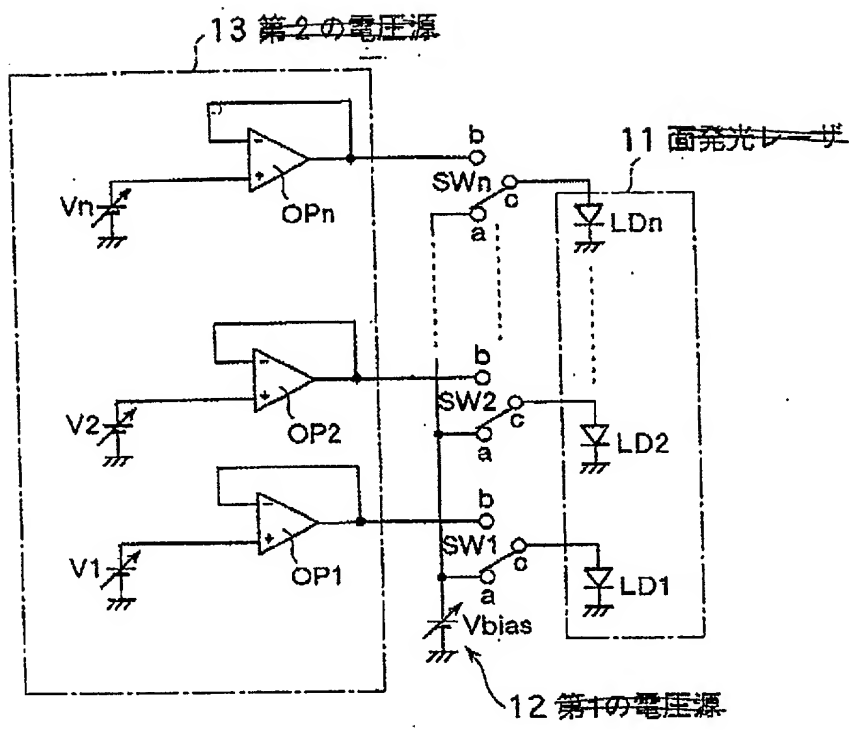 13 第2の電圧源
11 面発光レーザ
b
SWn
c
a
Vn
OPn
LDn
b
SW2
c
a
V2
OP2
LD2
b
SW1
c
a
V1
OP1
LD1
Vbias
12 第1の電圧源